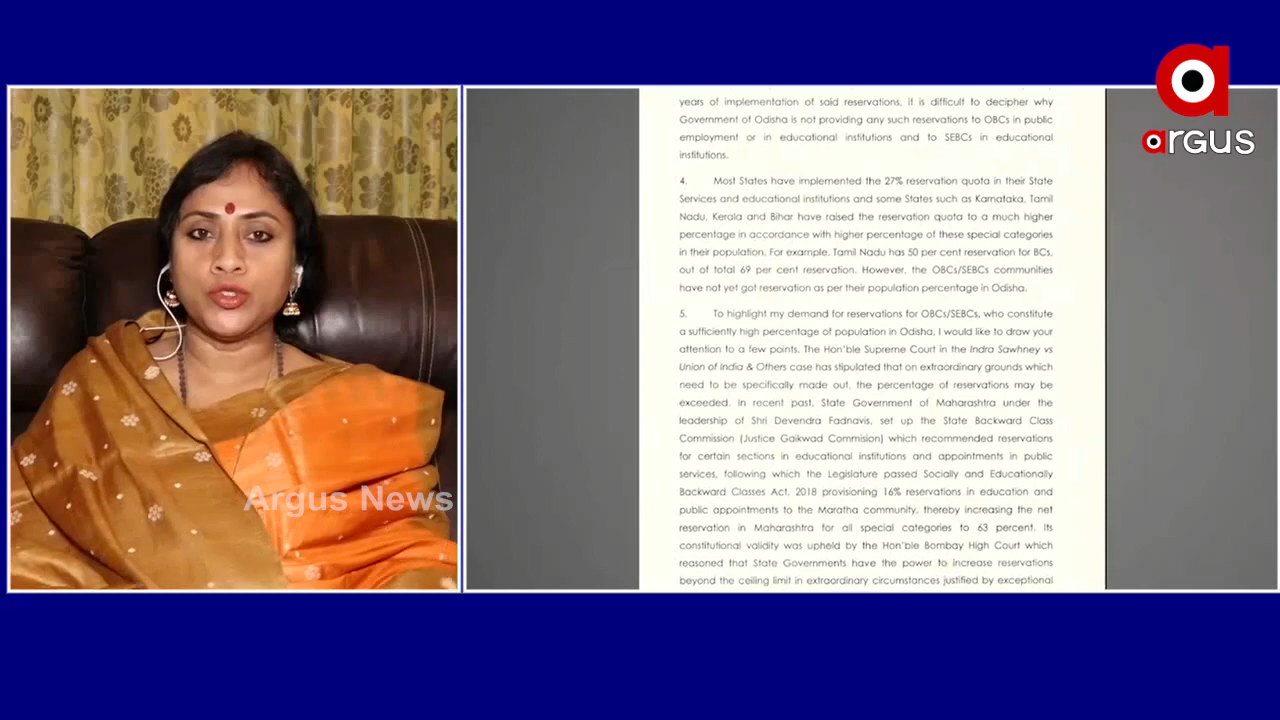 argus
Argus News
years of implementation of said reservations, it is difficult to decipher why
Government of Odisha is not providing any such reservations to OBCs in public
employment or in educational institutions and to SEBCs in educational
institutions.
4. Most States have implemented the 27% reservation quota in their State
Services and educational institutions and some States such as Karnataka, Tamil
Nadu, Kerala and Bihar have raised the reservation quota to a much higher
percentage in accordance with higher percentage of these special categories
in their population. For example, Tamil Nadu has 50 per cent reservation for BCs,
out of total 69 per cent reservation. However, the OBCs/SEBCs communities
have not yet got reservation as per their population percentage in Odisha.
5. To highlight my demand for reservations for OBCs/SEBCs, who constitute
a sufficiently high percentage of population in Odisha, I would like to draw your
attention to a few points. The Hon'ble Supreme Court in the Indra Sawhney vs
Union of India & Others case has stipulated that on extraordinary grounds which
need to be specifically made out, the percentage of reservations may be
exceeded. In recent past, State Government of Maharashtra under the
leadership of Shri Devendra Fadnavis, set up the State Backward Class
Commission (Justice Gaikwad Commision) which recommended reservations
for certain sections in educational institutions and appointments in public
services, following which the Legislature passed Socially and Educationally
Backward Classes Act, 2018 provisioning 16% reservations in education and
public appointments to the Maratha community, thereby increasing the net
reservation in Maharashtra for all special categories to 63 percent. Its
constitutional validity was upheld by the Hon'ble Bombay High Court which
reasoned that State Governments have the power to increase reservations
beyond the ceiling limit in extraordinary circumstances justified by exceptional